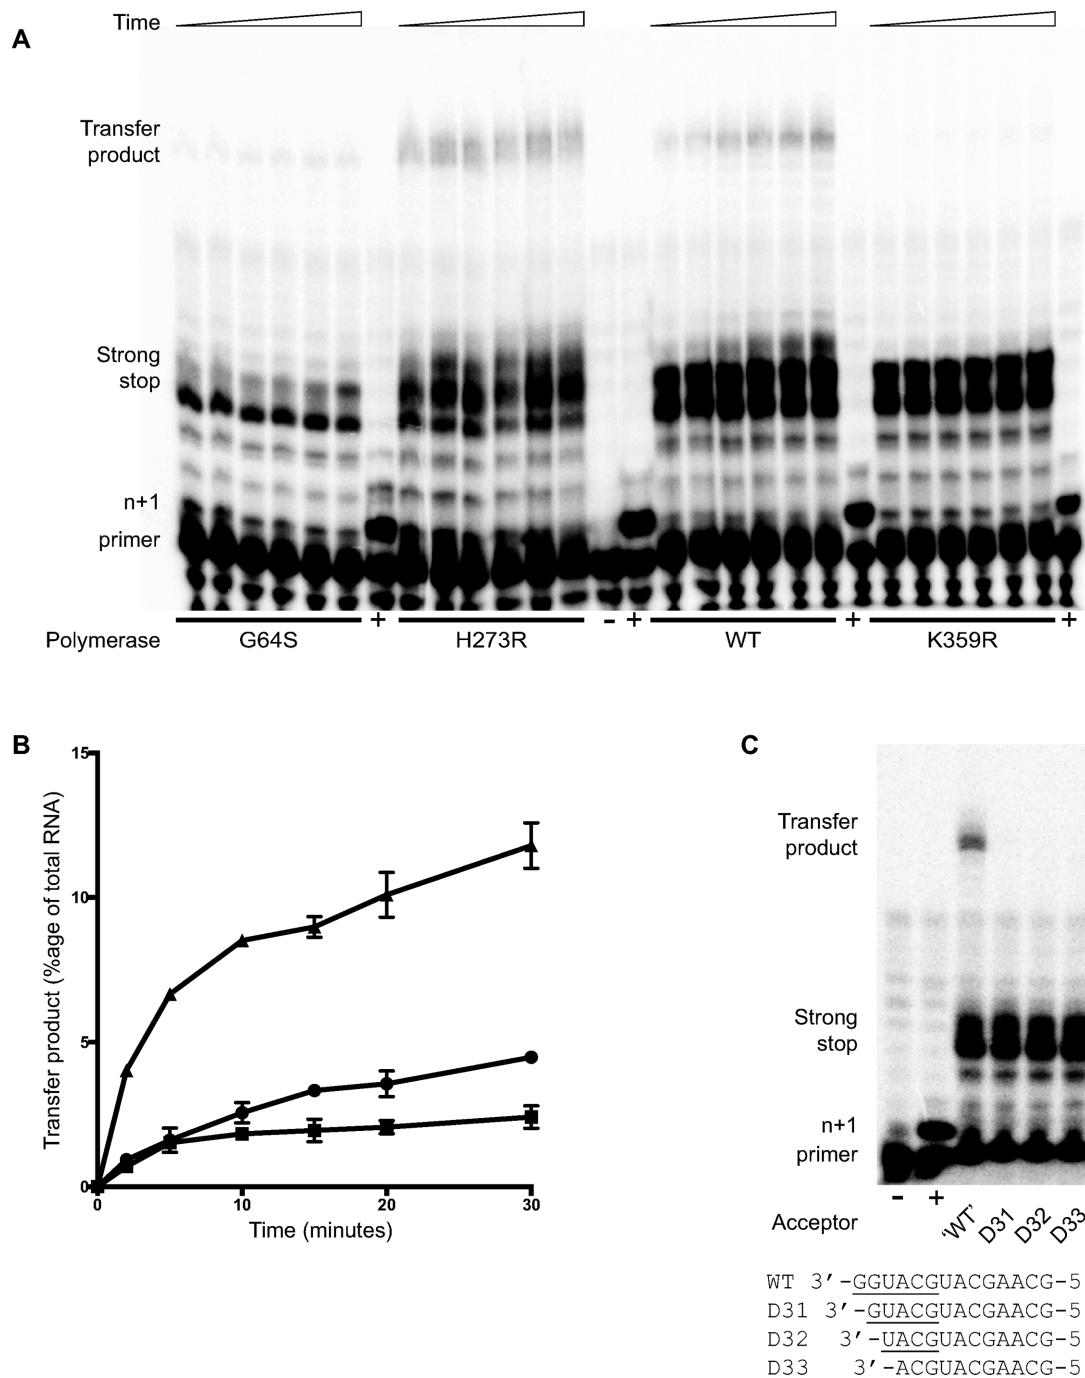 A
Time
Transfer
product
Strong
stop
n+1
primer
Polymerase
G64S + H273R - + WT + K359R +
B
Transfer product (%age of total RNA)
15
10
5
0
0 10 20 30
Time (minutes)
C
Transfer
product
Strong
stop
n+1
primer
- +
Acceptor 'WT' D31 D32 D33
WT 3′-GGUACGUACGAACG-5
D31 3′-GUACGUACGAACG-5
D32 3′-UACGUACGAACG-5
D33 3′-ACGUACGAACG-5